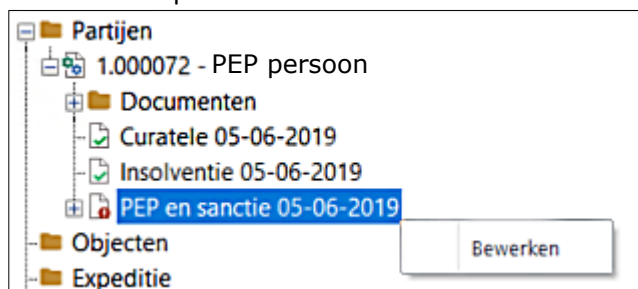 Partijen
1.000072 - PEP persoon
Documenten
Curatele 05-06-2019
Insolventie 05-06-2019
PEP en sanctie 05-06-2019
Objecten
Bewerken
Expeditie